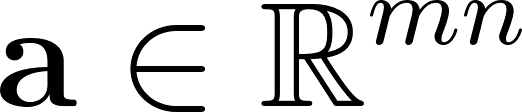 𝐚 ∈ ℝ^{mn}